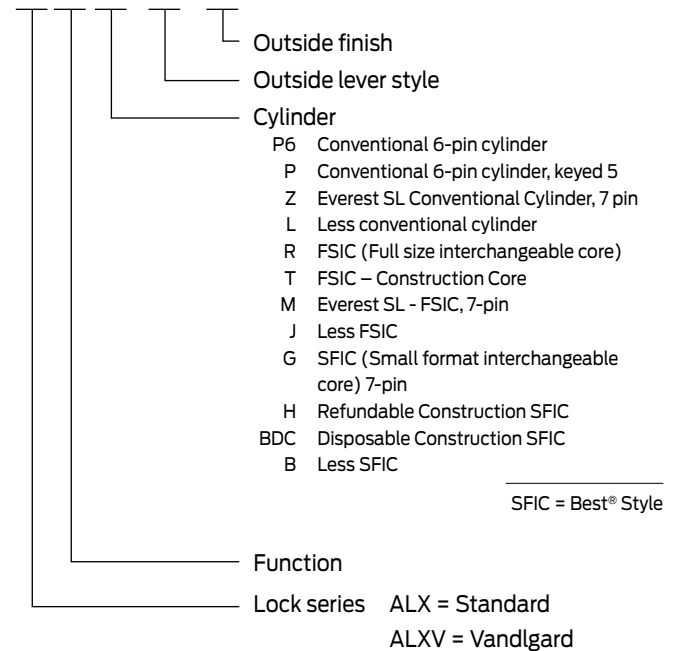 Outside finish
Outside lever style
Cylinder
P6 Conventional 6-pin cylinder
P Conventional 6-pin cylinder, keyed 5
Z Everest SL Conventional Cylinder, 7 pin
L Less conventional cylinder
R FSIC (Full size interchangeable core)
T FSIC – Construction Core
M Everest SL - FSIC, 7-pin
J Less FSIC
G SFIC (Small format interchangeable
core) 7-pin
H Refundable Construction SFIC
BDC Disposable Construction SFIC
B Less SFIC
SFIC = Best® Style
Function
Lock series ALX = Standard
ALXV = Vandlgard